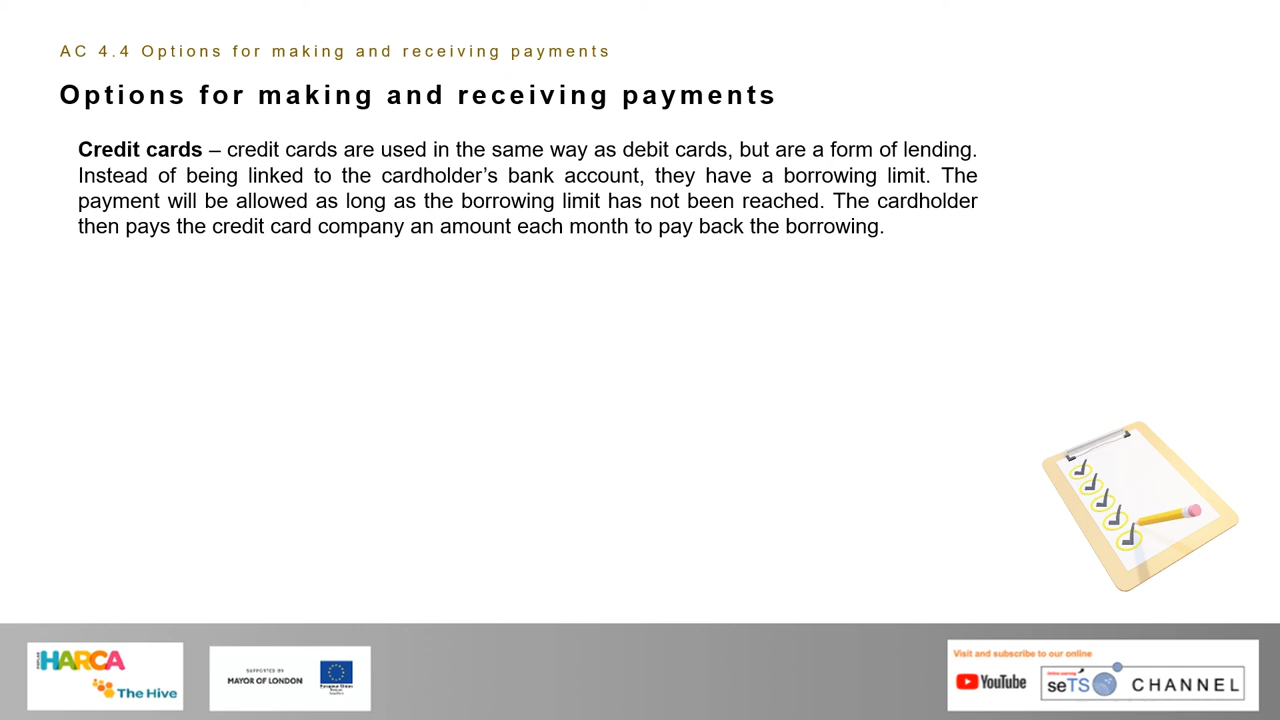 AC 4.4 Options for making and receiving payments
Options for making and receiving payments
Credit cards – credit cards are used in the same way as debit cards, but are a form of lending.
Instead of being linked to the cardholder’s bank account, they have a borrowing limit. The
payment will be allowed as long as the borrowing limit has not been reached. The cardholder
then pays the credit card company an amount each month to pay back the borrowing.
HARCA
The Hive
SUPPORTED BY
MAYOR OF LONDON
European Union
Visit and subscribe to our online
YouTube
seTS CHANNEL